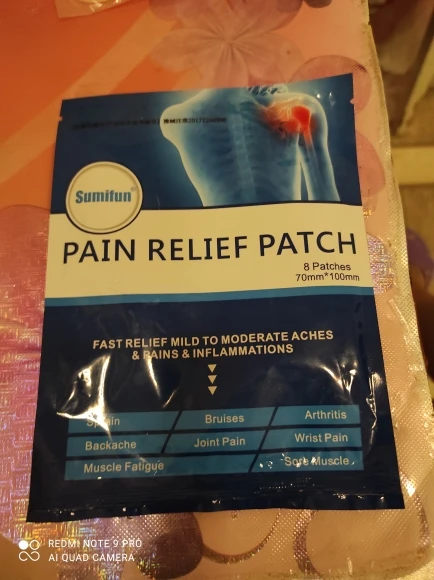 Sumifun
PAIN RELIEF PATCH
8 Patches
70mm*100mm
FAST RELIEF MILD TO MODERATE ACHES
& PAINS & INFLAMMATIONS
Sprain Bruises Arthritis
Backache Joint Pain Wrist Pain
Muscle Fatigue Sore Muscle
REDMI NOTE 9 PRO
AI QUAD CAMERA